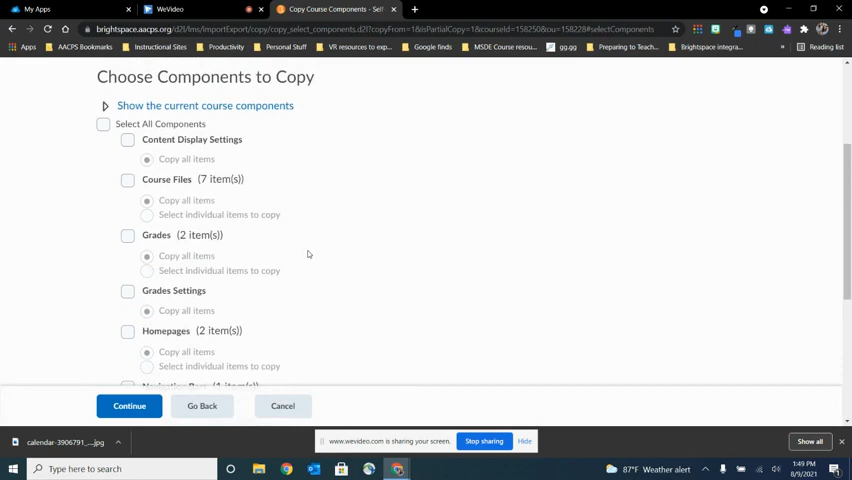 My Apps
WeVideo
Copy Course Components - Self
brightspace.aacps.org/d2l/lms/importExport/copy/copy_select_components.d2l?copyFrom=1&isPartialCopy=1&courseId=158250&ou=158228#selectComponents
Apps AACPS Bookmarks Instructional Sites Productivity Personal Stuff VR resources to exp... Google finds MSDE Course resou... gg.gg Preparing to Teach... Brightspace integra... » Reading list
Choose Components to Copy
Show the current course components
Select All Components
Content Display Settings
Copy all items
Course Files (7 item(s))
Copy all items
Select individual items to copy
Grades (2 item(s))
Copy all items
Select individual items to copy
Grades Settings
Copy all items
Homepages (2 item(s))
Copy all items
Select individual items to copy
Navigation Bars (1 item(s))
Continue Go Back Cancel
calendar-3906791_....jpg
www.wevideo.com is sharing your screen. Stop sharing Hide
Show all
Type here to search
87°F Weather alert
1:49 PM
8/9/2021